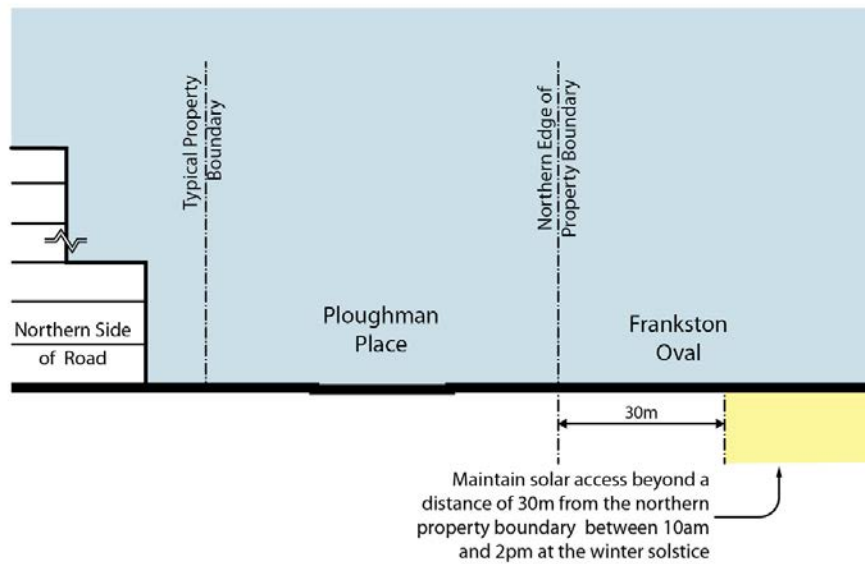 Typical Property
Boundary
Northern Edge of
Property Boundary
Northern Side
of Road
Ploughman
Place
Frankston
Oval
30m
Maintain solar access beyond a
distance of 30m from the northern
property boundary between 10am
and 2pm at the winter solstice